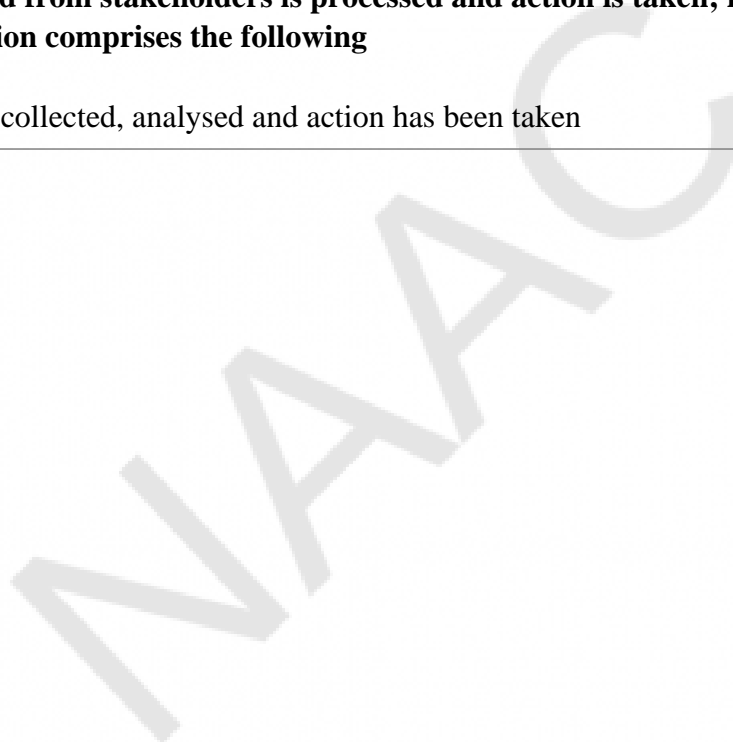 from stakeholders is processed and action is taken;
comprises the following
collected, analysed and action has been taken
NAAC